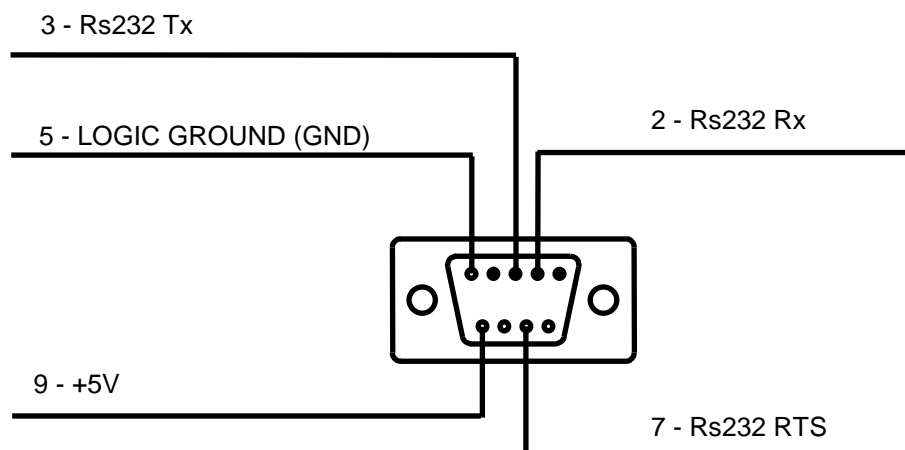 3 - Rs232 Tx
5 - LOGIC GROUND (GND)
2 - Rs232 Rx
9 - +5V
7 - Rs232 RTS